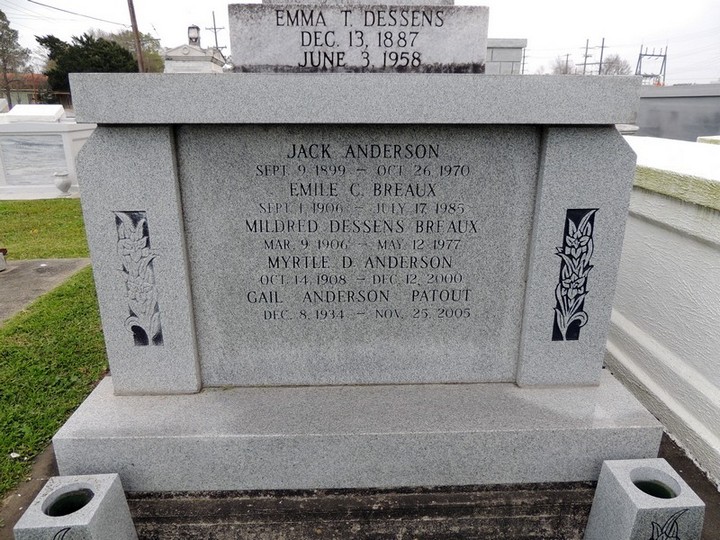 EMMA T. DESSENS
DEC. 13, 1887
JUNE 3, 1958
JACK ANDERSON
SEPT. 9, 1899 - OCT. 26, 1970
EMILE C. BREAUX
SEPT. 1, 1906 - JULY 17, 1985
MILDRED DESSENS BREAUX
MAR. 9, 1906 - MAY 12, 1977
MYRTLE D. ANDERSON
OCT. 14, 1908 - DEC. 12, 2000
GAIL ANDERSON PATOUT
DEC. 8, 1934 - NOV. 25, 2005